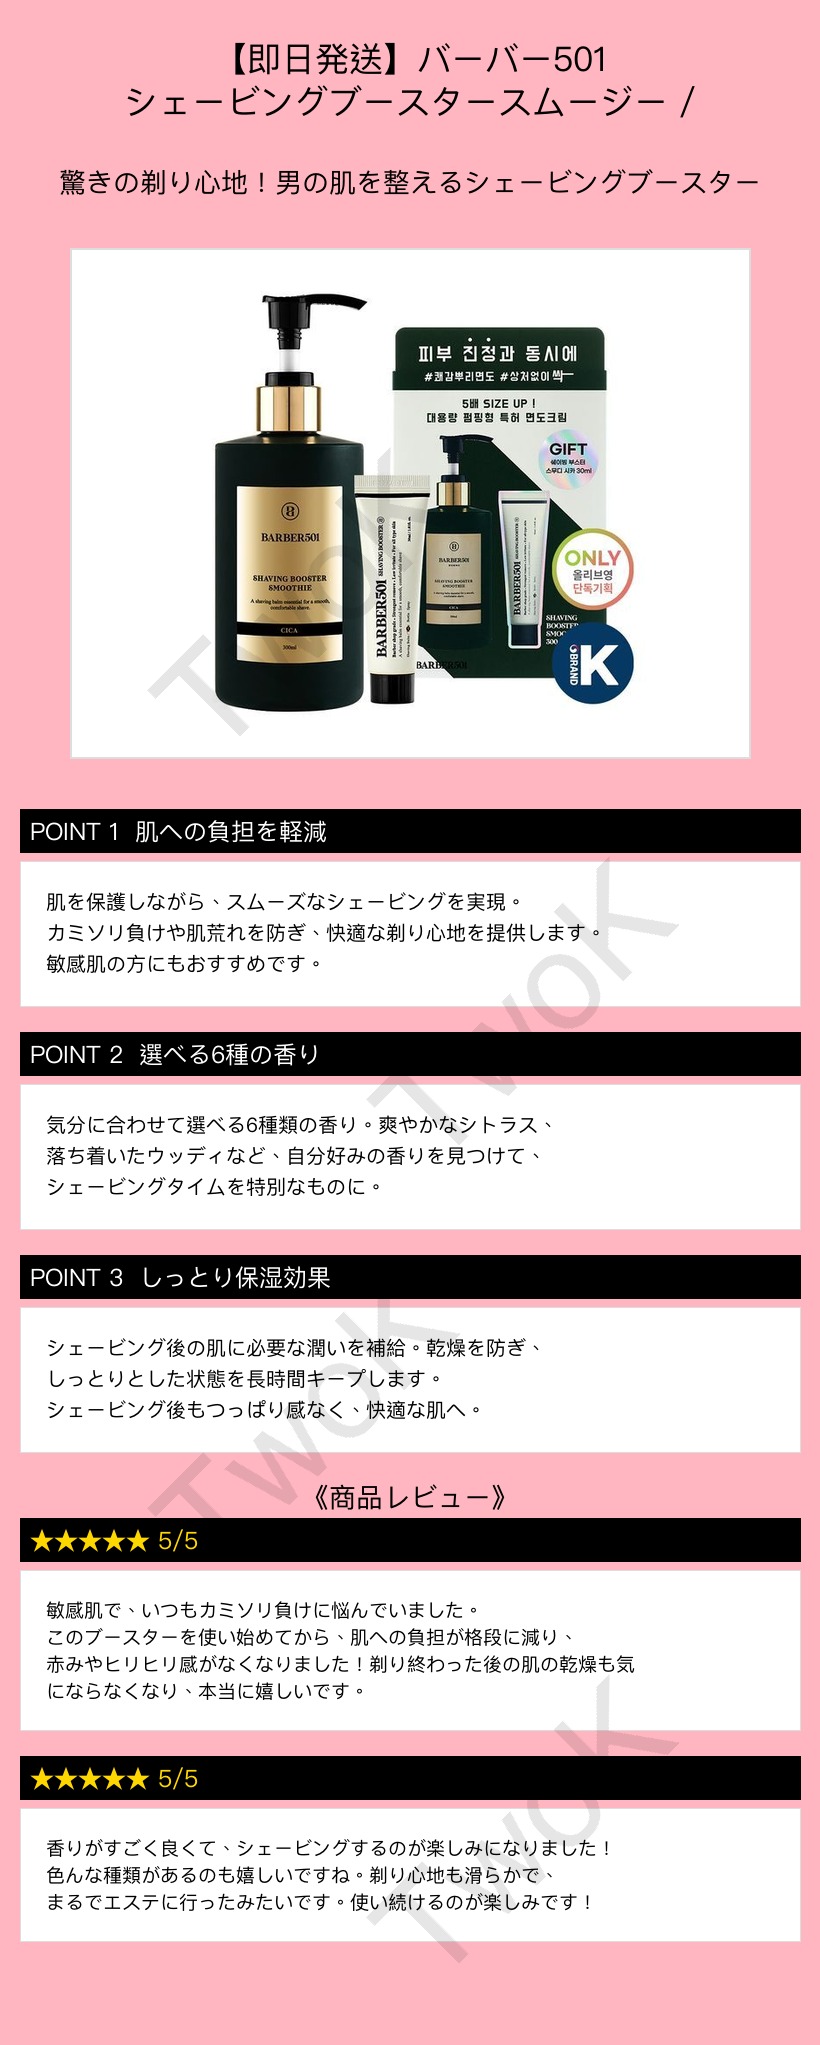 【即日発送】バーバー501
シェービングブースタースムージー /
驚きの剃り心地！男の肌を整えるシェービングブースター
피부 진정과 동시에
#쾌감뿌리면도 #상처없이 싹
5배 SIZE UP !
대용량 펌핑형 특허 면도크림
GIFT
쉐이빙 부스터
스무디 시카 30ml
BARBER501
SHAVING BOOSTER
SMOOTHIE
A shaving balm essential for a smooth,
comfortable shave.
CICA
300ml
BARBER501 SHAVING BOOSTER
BARBER501
SHAVING BOOSTER
SMOOTHIE
CICA
BARBER501
ONLY
올리브영
단독기획
SHAVING
BOOSTER
BARBER501
K
BRAND
TwoK
POINT 1 肌への負担を軽減
肌を保護しながら、スムーズなシェービングを実現。
カミソリ負けや肌荒れを防ぎ、快適な剃り心地を提供します。
敏感肌の方にもおすすめです。
TwoK
POINT 2 選べる6種の香り
気分に合わせて選べる6種類の香り。爽やかなシトラス、
落ち着いたウッディなど、自分好みの香りを見つけて、
シェービングタイムを特別なものに。
POINT 3 しっとり保湿効果
シェービング後の肌に必要な潤いを補給。乾燥を防ぎ、
しっとりとした状態を長時間キープします。
シェービング後もつっぱり感なく、快適な肌へ。
TwoK
《商品レビュー》
★★★★★ 5/5
敏感肌で、いつもカミソリ負けに悩んでいました。
このブースターを使い始めてから、肌への負担が格段に減り、
赤みやヒリヒリ感がなくなりました！剃り終わった後の肌の乾燥も気
にならなくなり、本当に嬉しいです。
★★★★★ 5/5
香りがすごく良くて、シェービングするのが楽しみになりました！
色んな種類があるのも嬉しいですね。剃り心地も滑らかで、
まるでエステに行ったみたいです。使い続けるのが楽しみです！
TwoK